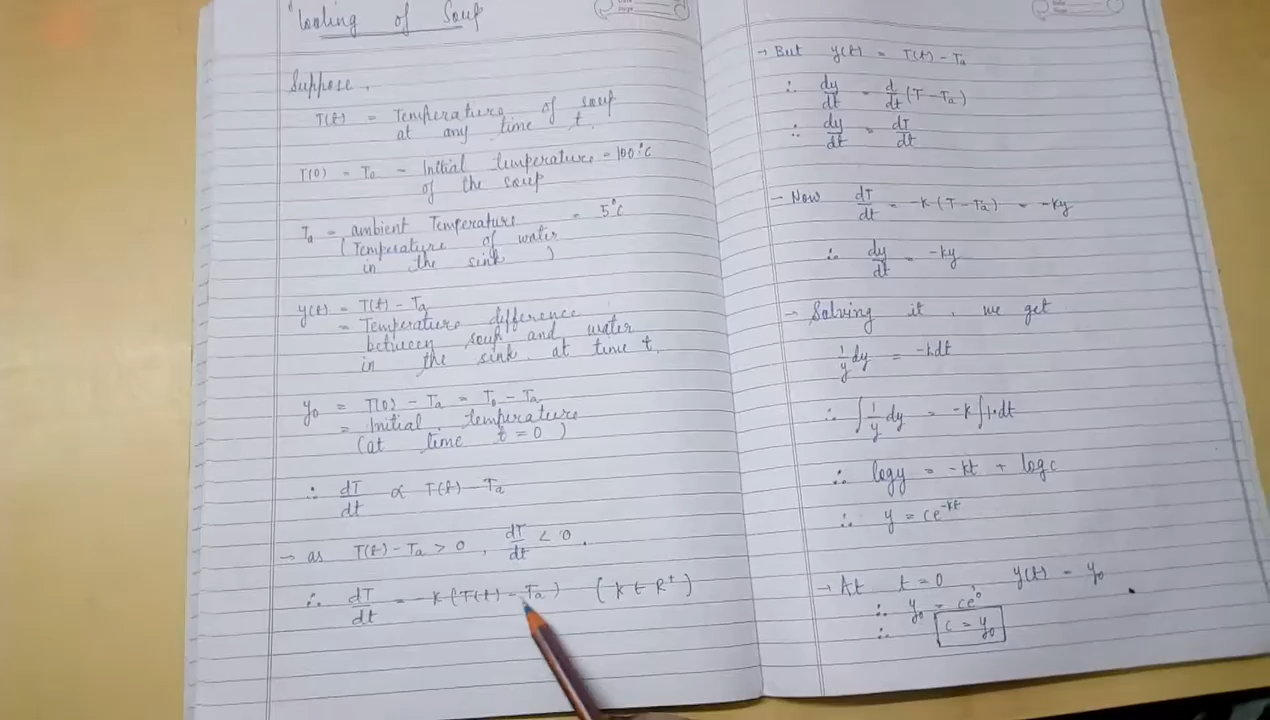 "Cooling of Soup
Suppose,
T(t) = Temperature of soup
at any time t.
T(0) = T₀ = Initial temperature = 100°C
of the soup
Tₐ = ambient Temperature = 5°C
(Temperature of water
in the sink )
y(t) = T(t) - Tₐ
= Temperature difference
between soup and water
in the sink at time t.
y₀ = T(0) - Tₐ = T₀ - Tₐ
= Initial temperature
(at time t = 0 )
∴ dT/dt ∝ T(t) - Tₐ
→ as T(t) - Tₐ > 0 , dT/dt < 0 .
∴ dT/dt = -K (T(t) - Tₐ) (K ∈ R⁺)
→ But y(t) = T(t) - Tₐ
∴ dy/dt = d/dt (T - Tₐ)
∴ dy/dt = dT/dt
→ Now dT/dt = -K (T - Tₐ) = -Ky
∴ dy/dt = -Ky
→ Solving it, we get
1/y dy = -Kdt
∴ ∫ 1/y dy = -K ∫ 1·dt
∴ logy = -Kt + logc
∴ y = ce^-Kt
→ At t = 0 , y(t) = y₀
∴ y₀ = ce⁰
∴ c = y₀